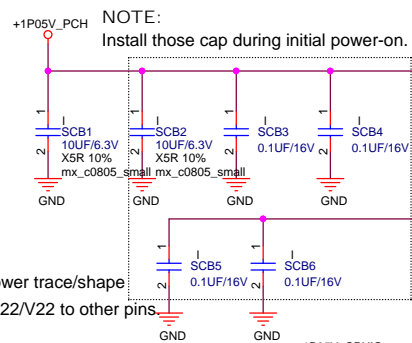 +1P05V_PCH
NOTE:
Install those cap during initial power-on.
1 I SCB1 2 10UF/6.3V X5R 10% mx_c0805_small GND
1 I SCB2 2 10UF/6.3V X5R 10% mx_c0805_small GND
1 I SCB3 2 0.1UF/16V GND
1 I SCB4 2 0.1UF/16V GND
1 I SCB5 2 0.1UF/16V
1 I SCB6 2 0.1UF/16V GND
ower trace/shape
22/V22 to other pins.
GND